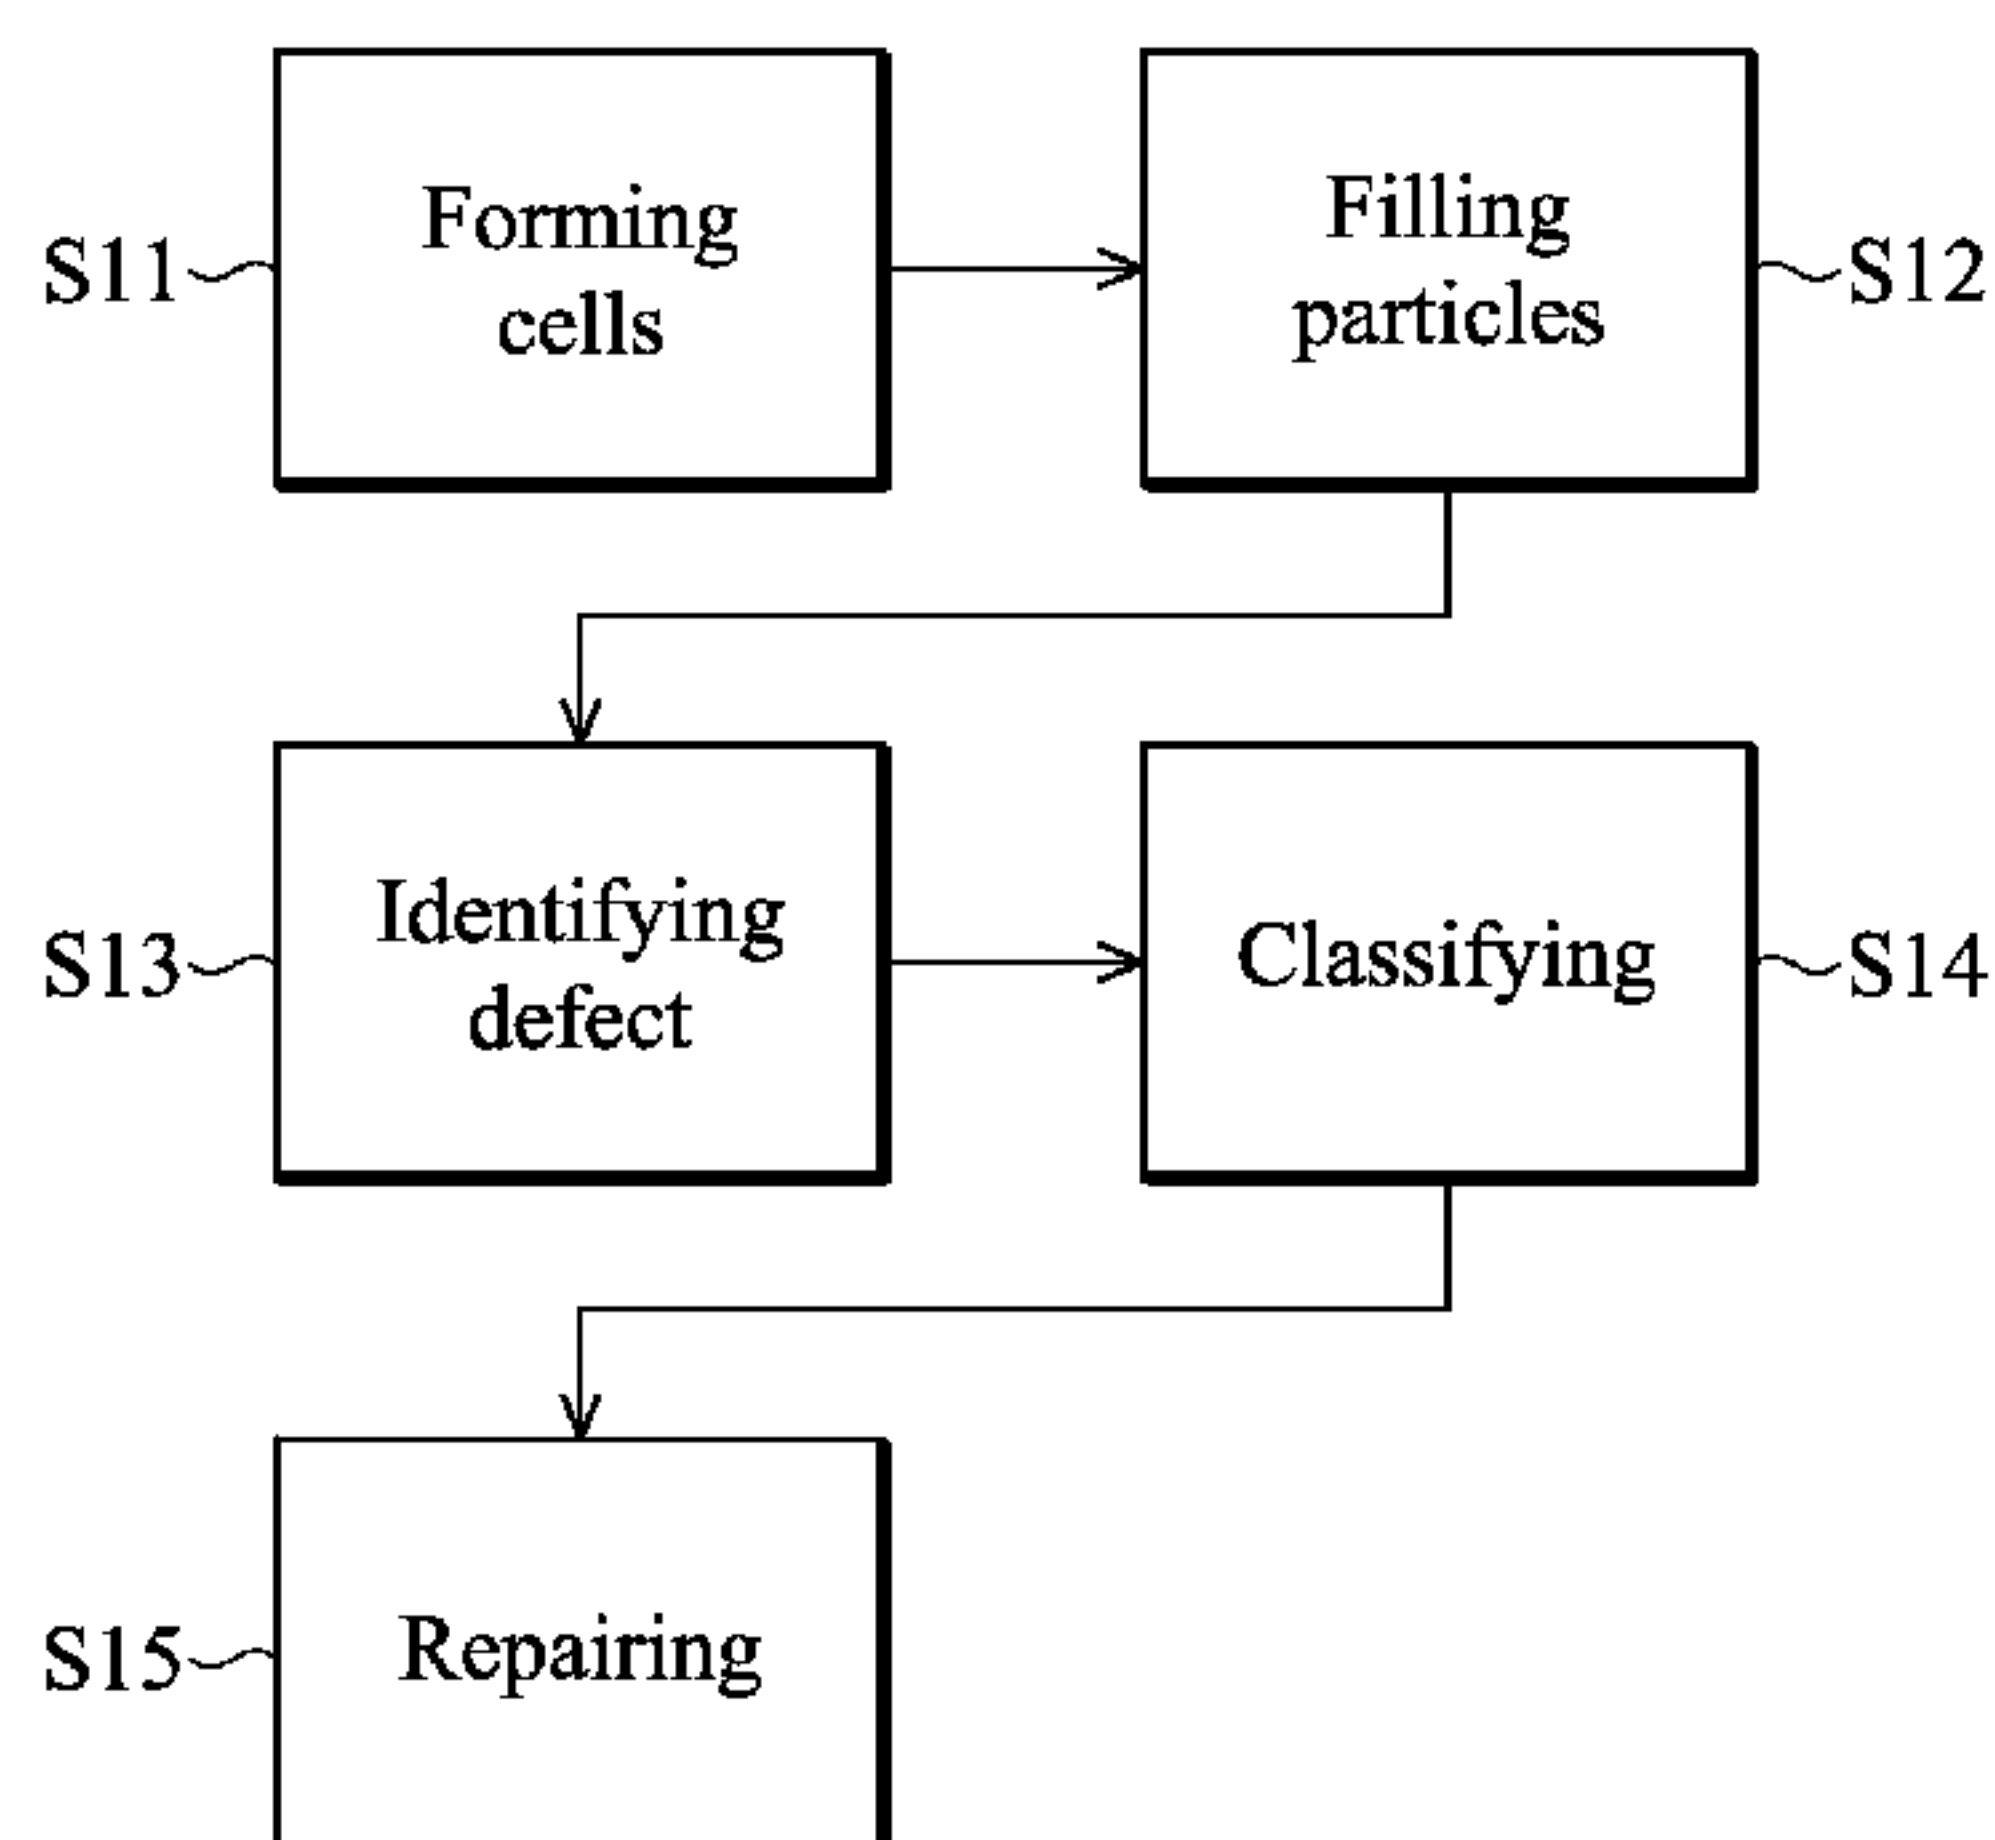 S11
Forming
cells
Filling
particles
S12
S13
Identifying
defect
Classifying
S14
S15
Repairing